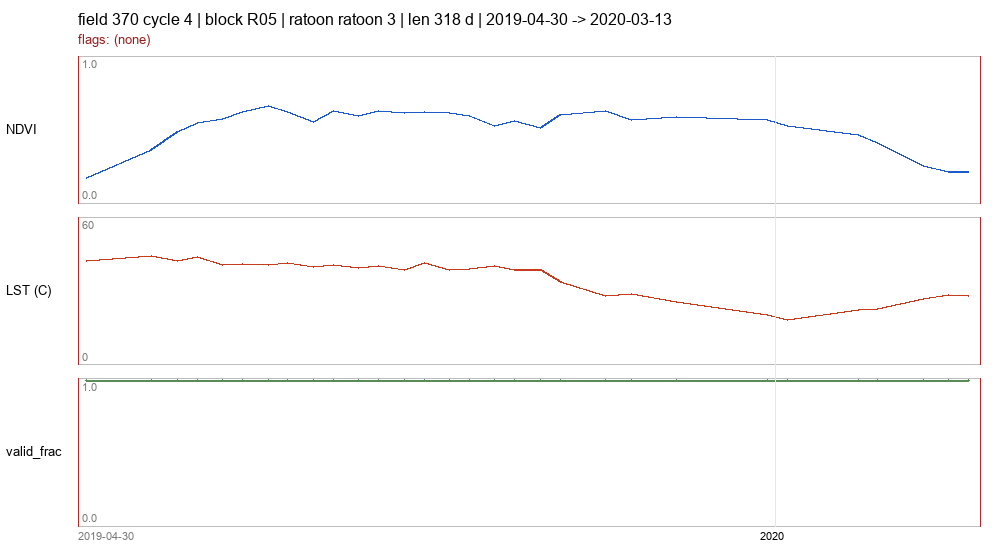 field 370 cycle 4 | block R05 | ratoon ratoon 3 | len 318 d | 2019-04-30 -> 2020-03-13
flags: (none)
1.0
NDVI
0.0
60
LST (C)
0
1.0
valid_frac
0.0
2019-04-30 2020